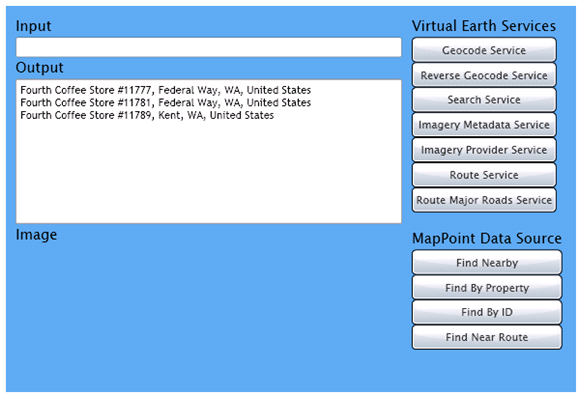 Input
Output
Fourth Coffee Store #11777, Federal Way, WA, United States
Fourth Coffee Store #11781, Federal Way, WA, United States
Fourth Coffee Store #11789, Kent, WA, United States
Image
Virtual Earth Services
Geocode Service
Reverse Geocode Service
Search Service
Imagery Metadata Service
Imagery Provider Service
Route Service
Route Major Roads Service
MapPoint Data Source
Find Nearby
Find By Property
Find By ID
Find Near Route